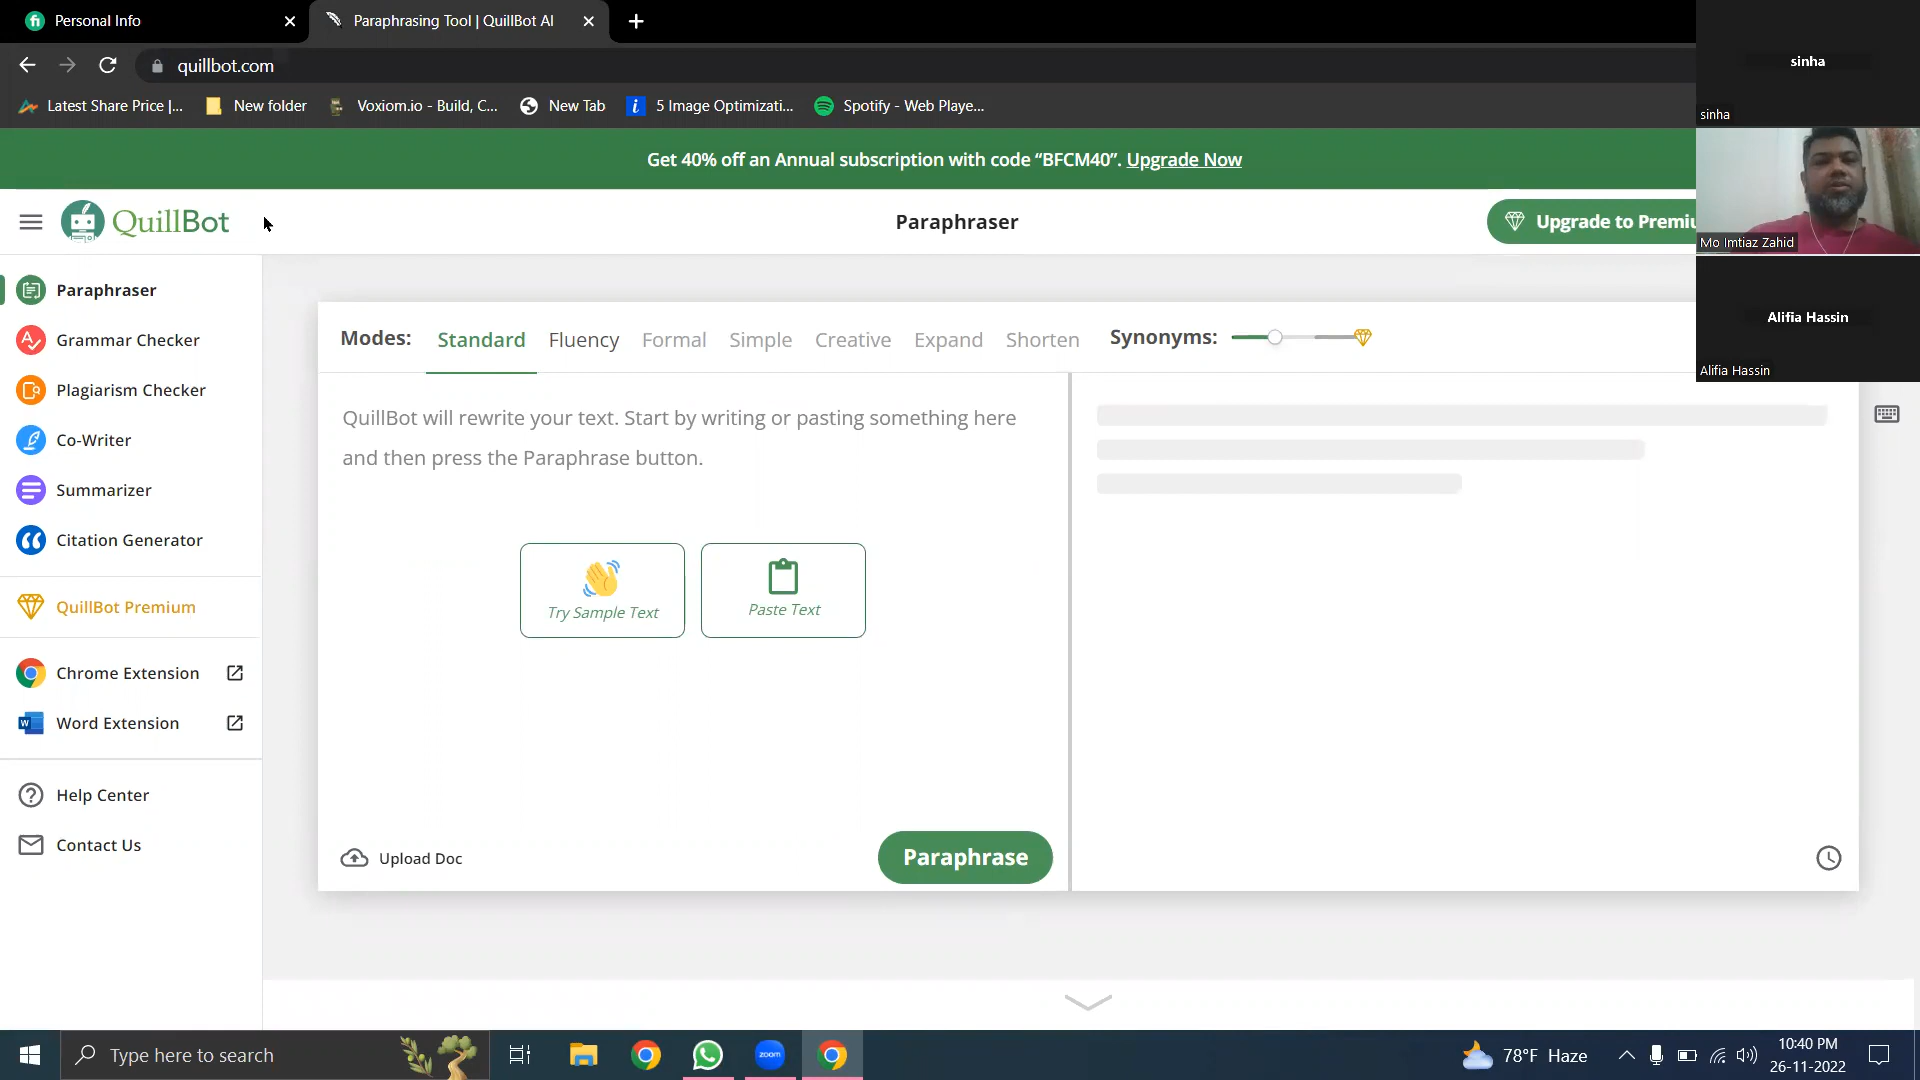 Personal Info
Paraphrasing Tool | QuillBot AI
quillbot.com
Latest Share Price |...
New folder
Voxiom.io - Build, C...
New Tab
5 Image Optimizati...
Spotify - Web Playe...
Get 40% off an Annual subscription with code “BFCM40”. Upgrade Now
QuillBot
Paraphraser
Upgrade to Premiu
sinha
sinha
Mo Imtiaz Zahid
Alifia Hassin
Alifia Hassin
Paraphraser
Grammar Checker
Plagiarism Checker
Co-Writer
Summarizer
Citation Generator
QuillBot Premium
Chrome Extension
Word Extension
Help Center
Contact Us
Modes: Standard Fluency Formal Simple Creative Expand Shorten Synonyms:
QuillBot will rewrite your text. Start by writing or pasting something here
and then press the Paraphrase button.
Try Sample Text
Paste Text
Upload Doc
Paraphrase
Type here to search
zoom
78°F Haze
10:40 PM
26-11-2022